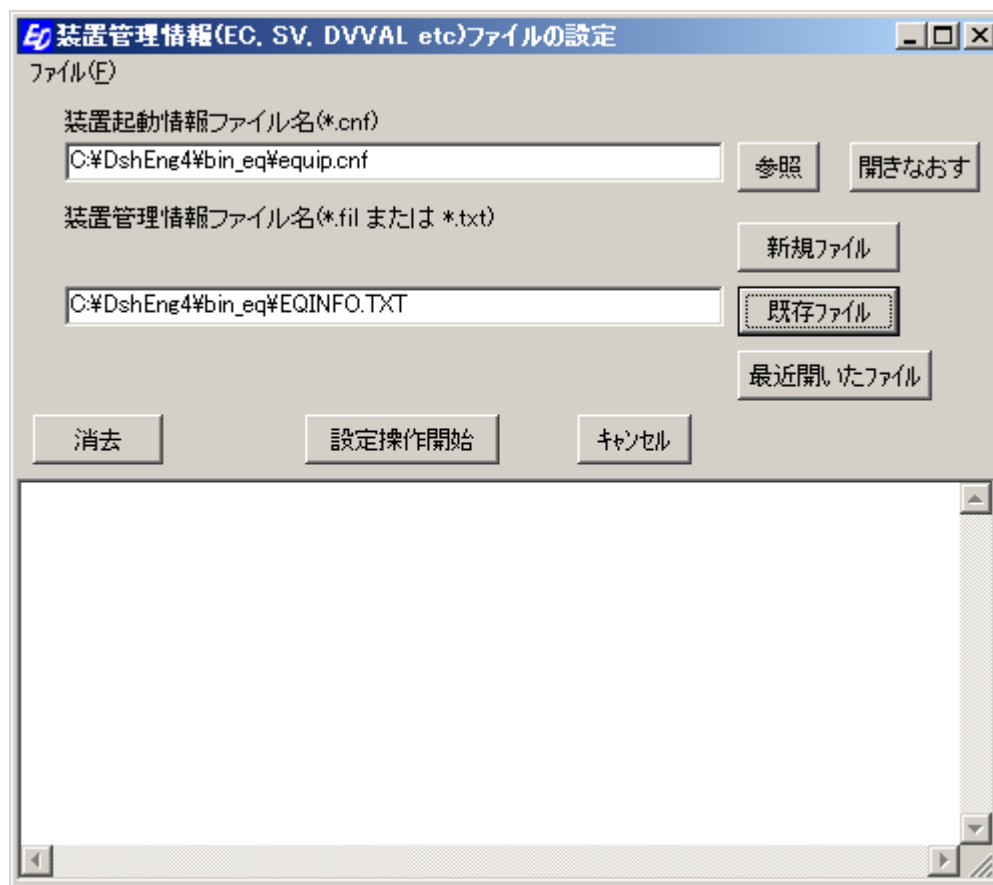 EC 装置管理情報(EC, SV, DVVAL etc)ファイルの設定
ファイル(F)
装置起動情報ファイル名(*.cnf)
C:¥DshEng4¥bin_eq¥equip.cnf
参照
開きなおす
装置管理情報ファイル名(*.fil または *.txt)
新規ファイル
C:¥DshEng4¥bin_eq¥EQINFO.TXT
既存ファイル
最近開いたファイル
消去
設定操作開始
キャンセル